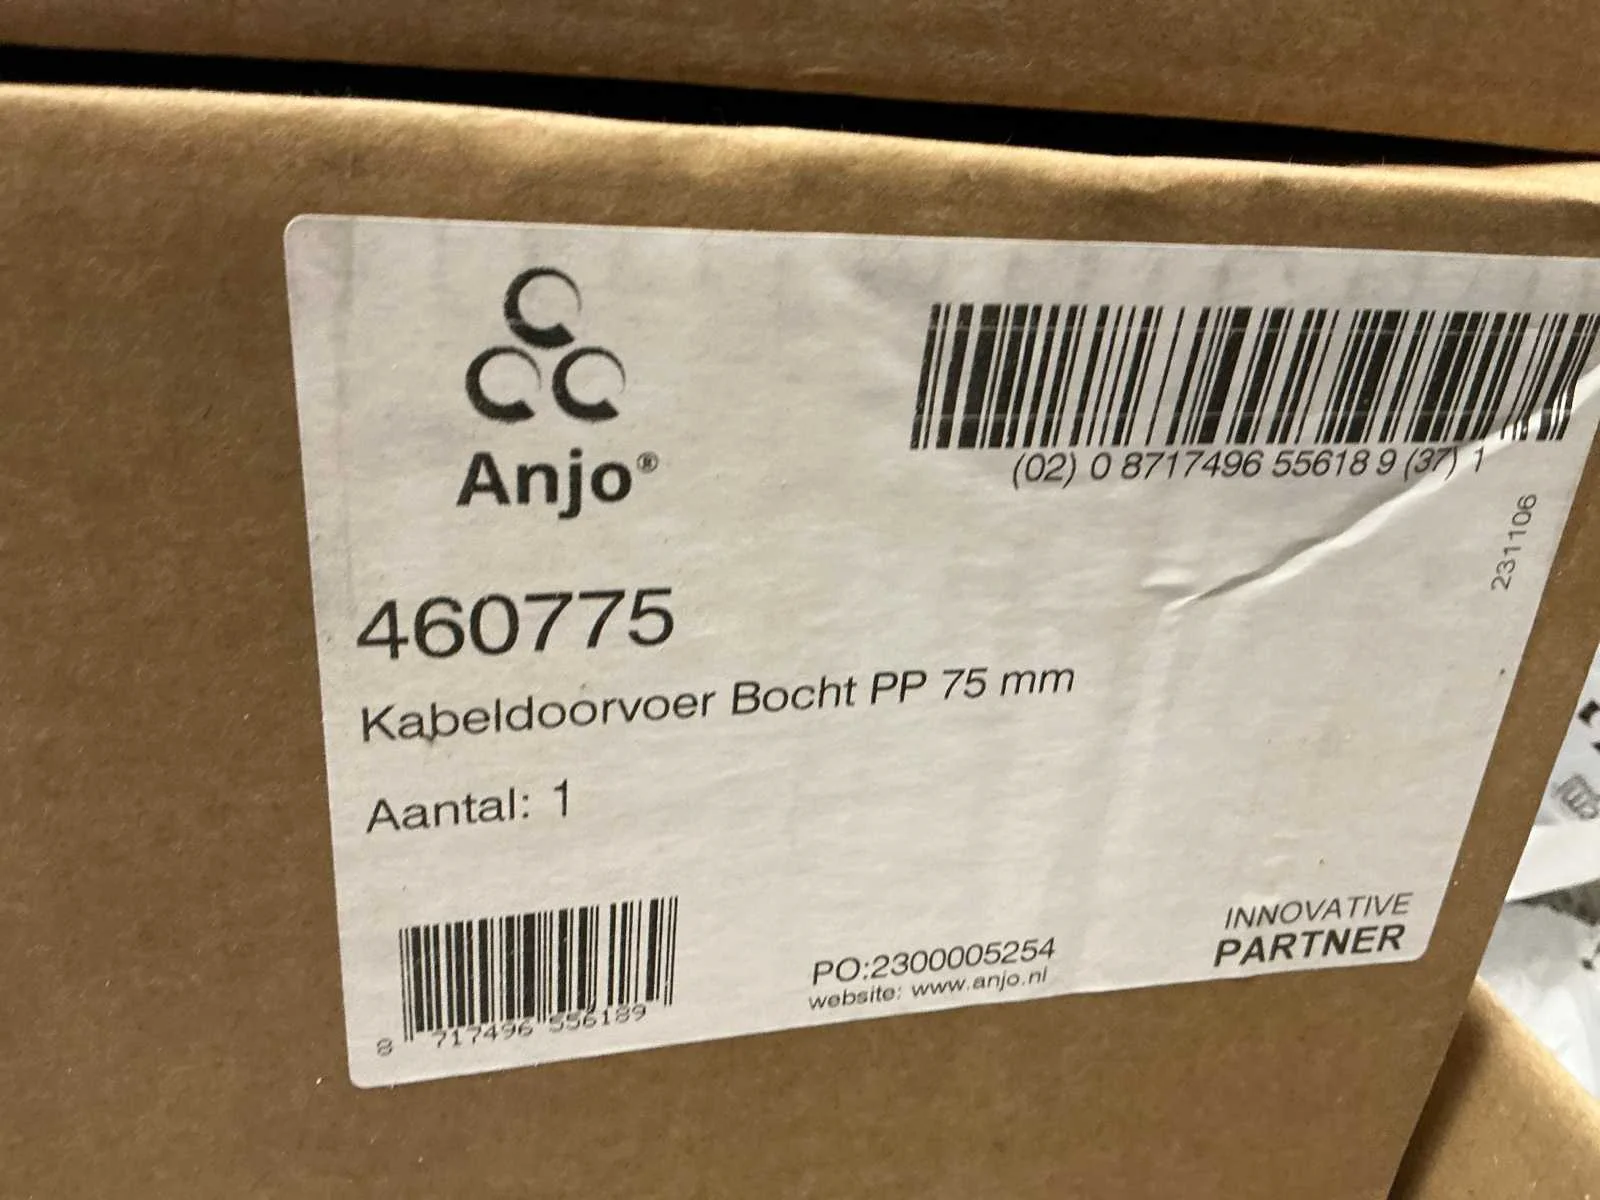 Anjo®
(02) 0 8717496 55618 9 (37) 1
231106
460775
Kabeldoorvoer Bocht PP 75 mm
Aantal: 1
8 717496 556189
PO:2300005254
website: www.anjo.nl
INNOVATIVE
PARTNER